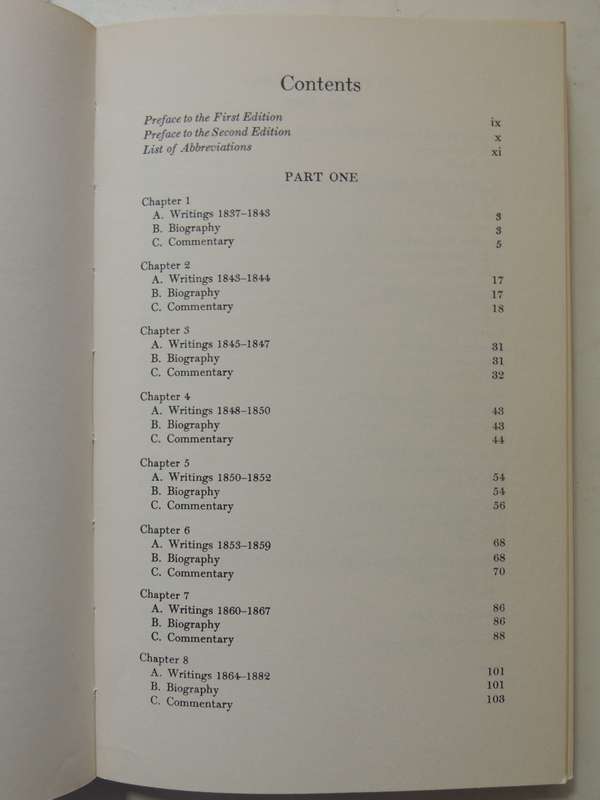 Contents
Preface to the First Edition ix
Preface to the Second Edition x
List of Abbreviations xi
PART ONE
Chapter 1
A. Writings 1837–1843 3
B. Biography 3
C. Commentary 5
Chapter 2
A. Writings 1843–1844 17
B. Biography 17
C. Commentary 18
Chapter 3
A. Writings 1845–1847 31
B. Biography 31
C. Commentary 32
Chapter 4
A. Writings 1848–1850 43
B. Biography 43
C. Commentary 44
Chapter 5
A. Writings 1850–1852 54
B. Biography 54
C. Commentary 56
Chapter 6
A. Writings 1853–1859 68
B. Biography 68
C. Commentary 70
Chapter 7
A. Writings 1860–1867 86
B. Biography 86
C. Commentary 88
Chapter 8
A. Writings 1864–1882 101
B. Biography 101
C. Commentary 103